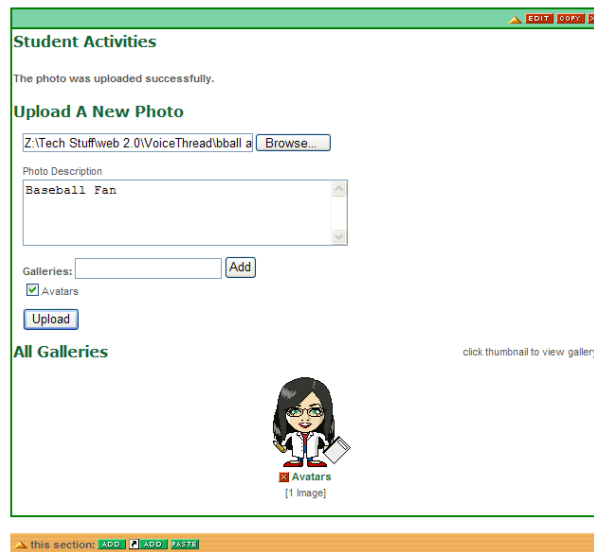 EDIT COPY
Student Activities
The photo was uploaded successfully.
Upload A New Photo
Z:\Tech Stuff\web 2.0\VoiceThread\bball a Browse...
Photo Description
Baseball Fan
Galleries: Add
Avatars
Upload
All Galleries click thumbnail to view gallery
Avatars
[1 Image]
this section: ADD ADD PASTE